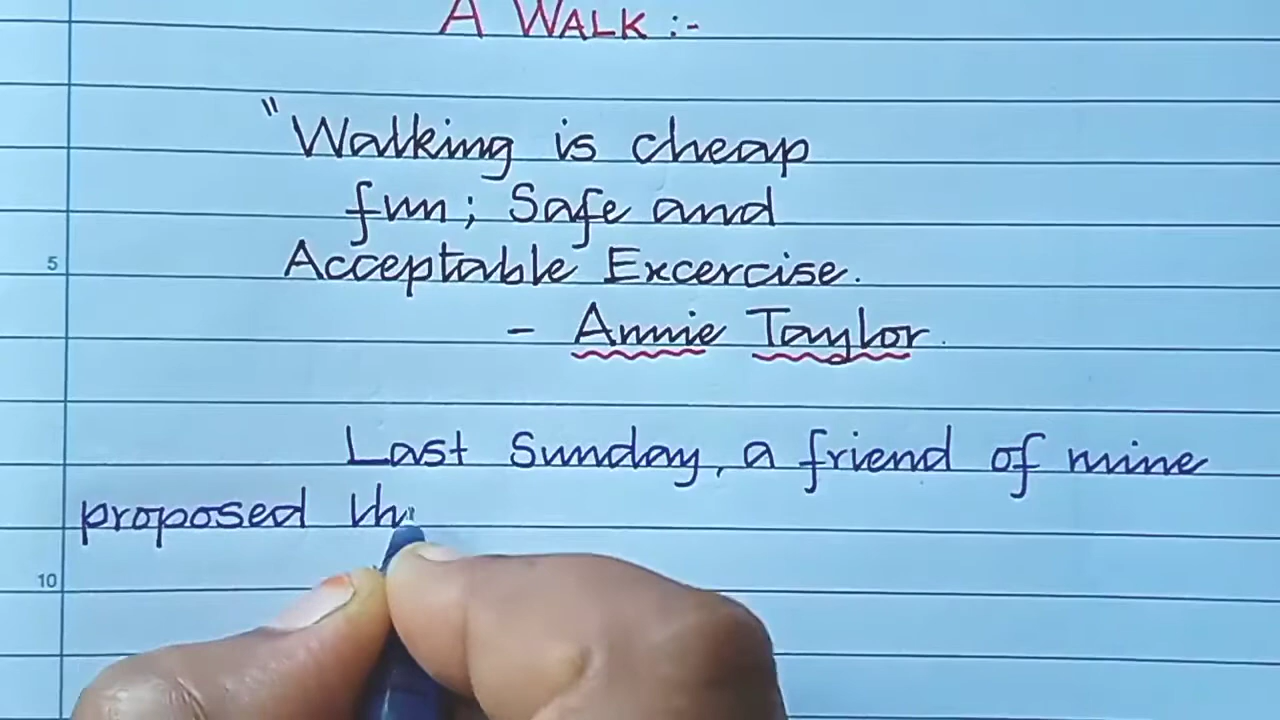 A WALK :-
"Walking is cheap
fun; Safe and
5
Acceptable Excercise.
- Annie Taylor.
Last Sunday, a friend of mine
proposed
10